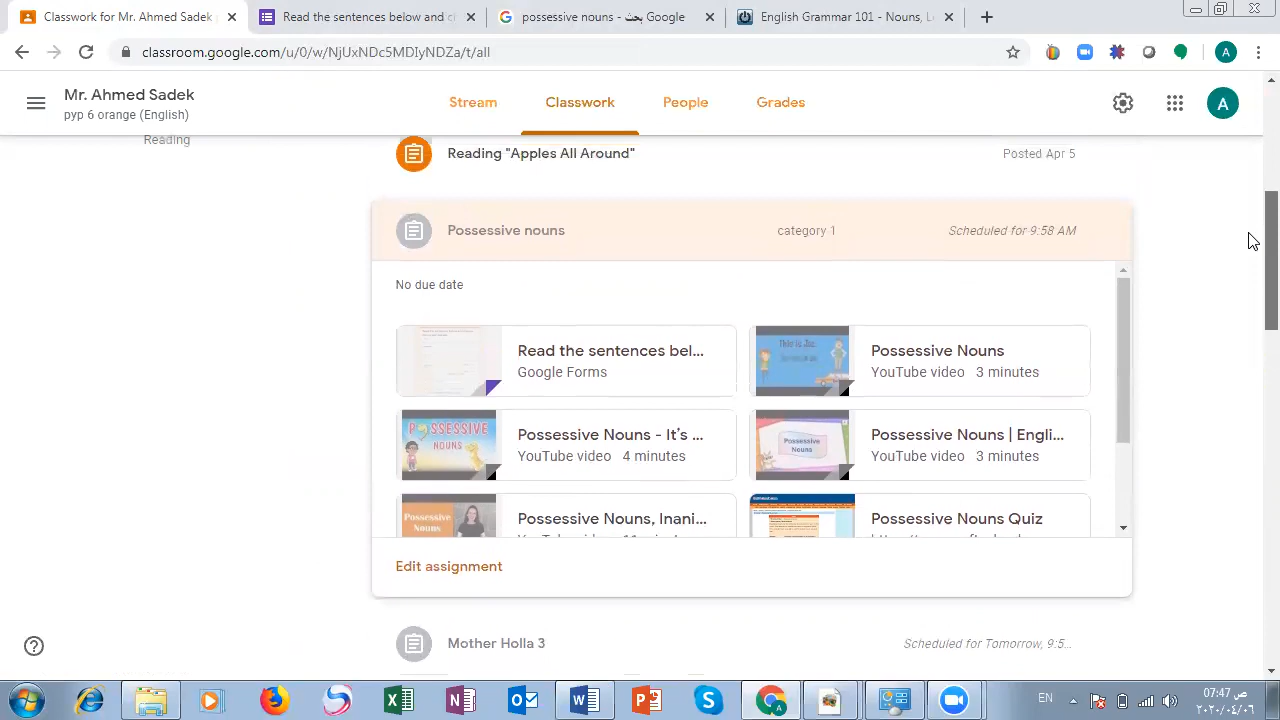 Classwork for Mr. Ahmed Sadek
Read the sentences below and cl
possessive nouns - بحث Google
English Grammar 101 - Nouns, L
classroom.google.com/u/0/w/NjUxNDc5MDIyNDZa/t/all
A
Mr. Ahmed Sadek
pyp 6 orange (English)
Stream
Classwork
People
Grades
A
Reading
Reading "Apples All Around"
Posted Apr 5
Possessive nouns
category 1
Scheduled for 9:58 AM
No due date
Read the sentences bel...
Google Forms
Possessive Nouns
YouTube video 3 minutes
Possessive Nouns - It's ...
YouTube video 4 minutes
Possessive Nouns | Engli...
YouTube video 3 minutes
Possessive Nouns, Inani...
Possessive Nouns Quiz
Edit assignment
Mother Holla 3
Scheduled for Tomorrow, 9:5...
EN
07:47 ص
٢٠٢٠/٠٤/٠٦